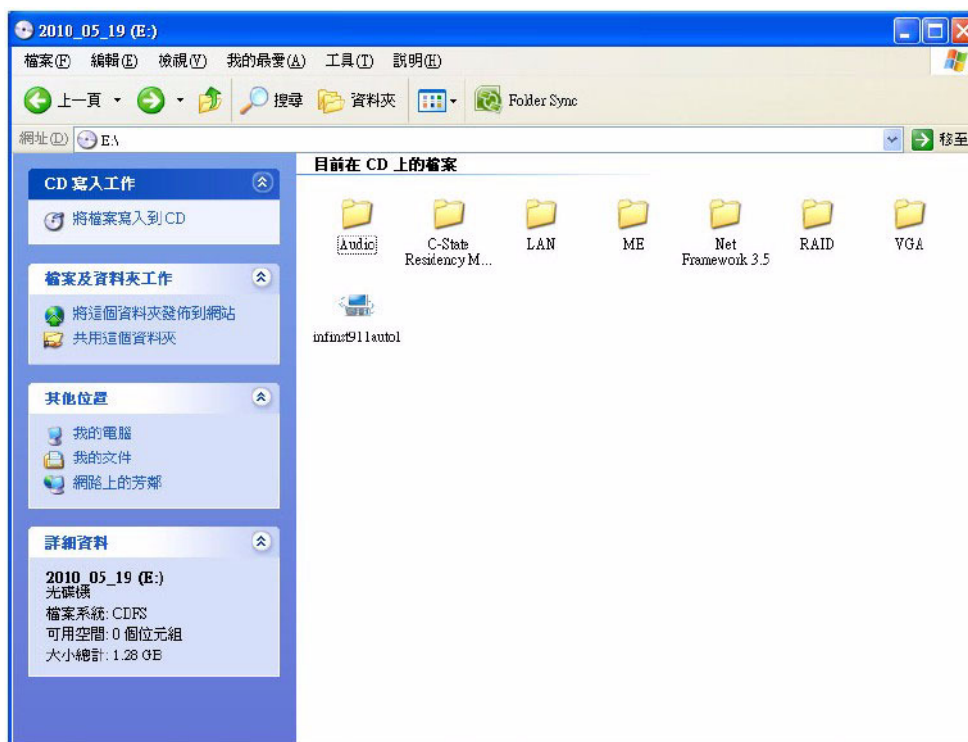 2010_05_19 (E:)
檔案(F) 編輯(E) 檢視(V) 我的最愛(A) 工具(T) 說明(H)
上一頁 搜尋 資料夾 Folder Sync
網址(D) E:\ 移至
CD 寫入工作
將檔案寫入到 CD
檔案及資料夾工作
將這個資料夾發佈到網站
共用這個資料夾
其他位置
我的電腦
我的文件
網路上的芳鄰
詳細資料
2010_05_19 (E:)
光碟機
檔案系統: CDFS
可用空間: 0 個位元組
大小總計: 1.28 GB
目前在 CD 上的檔案
Audio
C-State
Residency M...
LAN
ME
Net
Framework 3.5
RAID
VGA
infinst911auto1